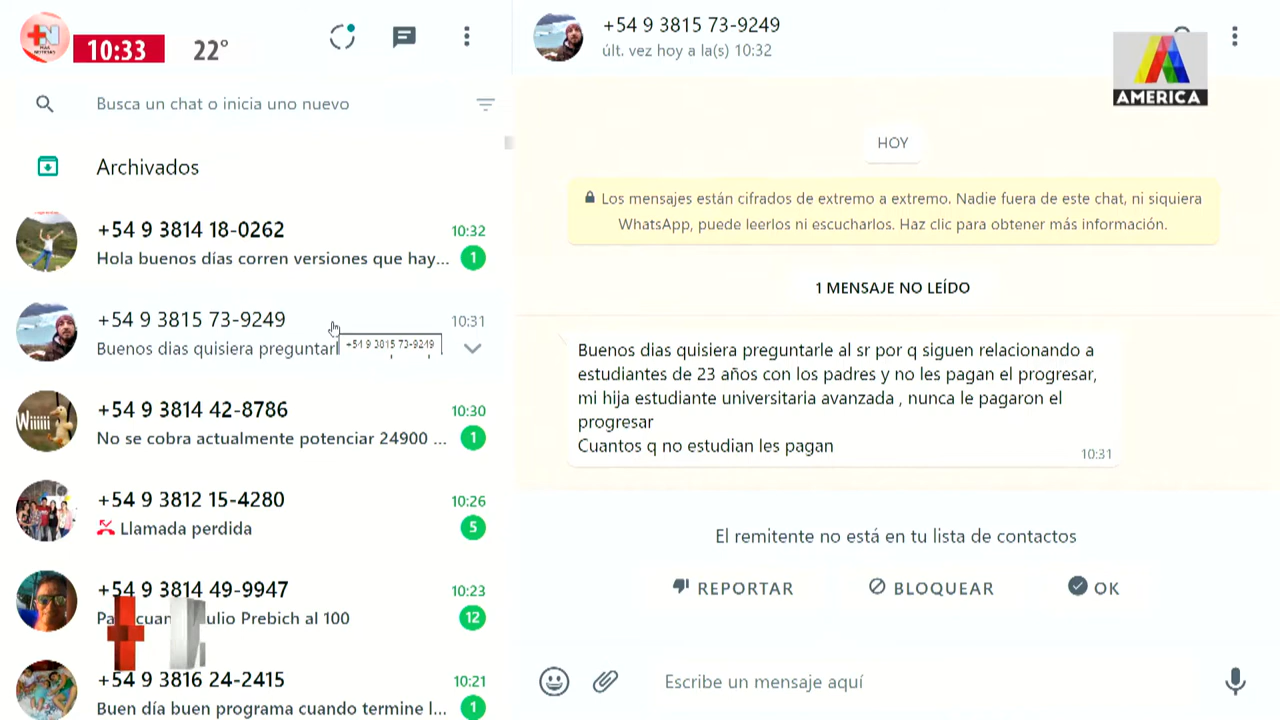 10:33
22°
Busca un chat o inicia uno nuevo
Archivados
+54 9 3814 18-0262
10:32
Hola buenos días corren versiones que hay...
1
+54 9 3815 73-9249
10:31
Buenos dias quisiera preguntarl
+54 9 3815 73-9249
Wiiiiii
+54 9 3814 42-8786
10:30
No se cobra actualmente potenciar 24900 ...
1
+54 9 3812 15-4280
10:26
Llamada perdida
5
+54 9 3814 49-9947
10:23
cuan ulio Prebich al 100
12
+54 9 3816 24-2415
10:21
Buen día buen programa cuando termine l...
1
+54 9 3815 73-9249
últ. vez hoy a la(s) 10:32
AMERICA
HOY
Los mensajes están cifrados de extremo a extremo. Nadie fuera de este chat, ni siquiera
WhatsApp, puede leerlos ni escucharlos. Haz clic para obtener más información.
1 MENSAJE NO LEÍDO
Buenos dias quisiera preguntarle al sr por q siguen relacionando a
estudiantes de 23 años con los padres y no les pagan el progresar,
mi hija estudiante universitaria avanzada , nunca le pagaron el
progresar
Cuantos q no estudian les pagan
10:31
El remitente no está en tu lista de contactos
REPORTAR
BLOQUEAR
OK
Escribe un mensaje aquí